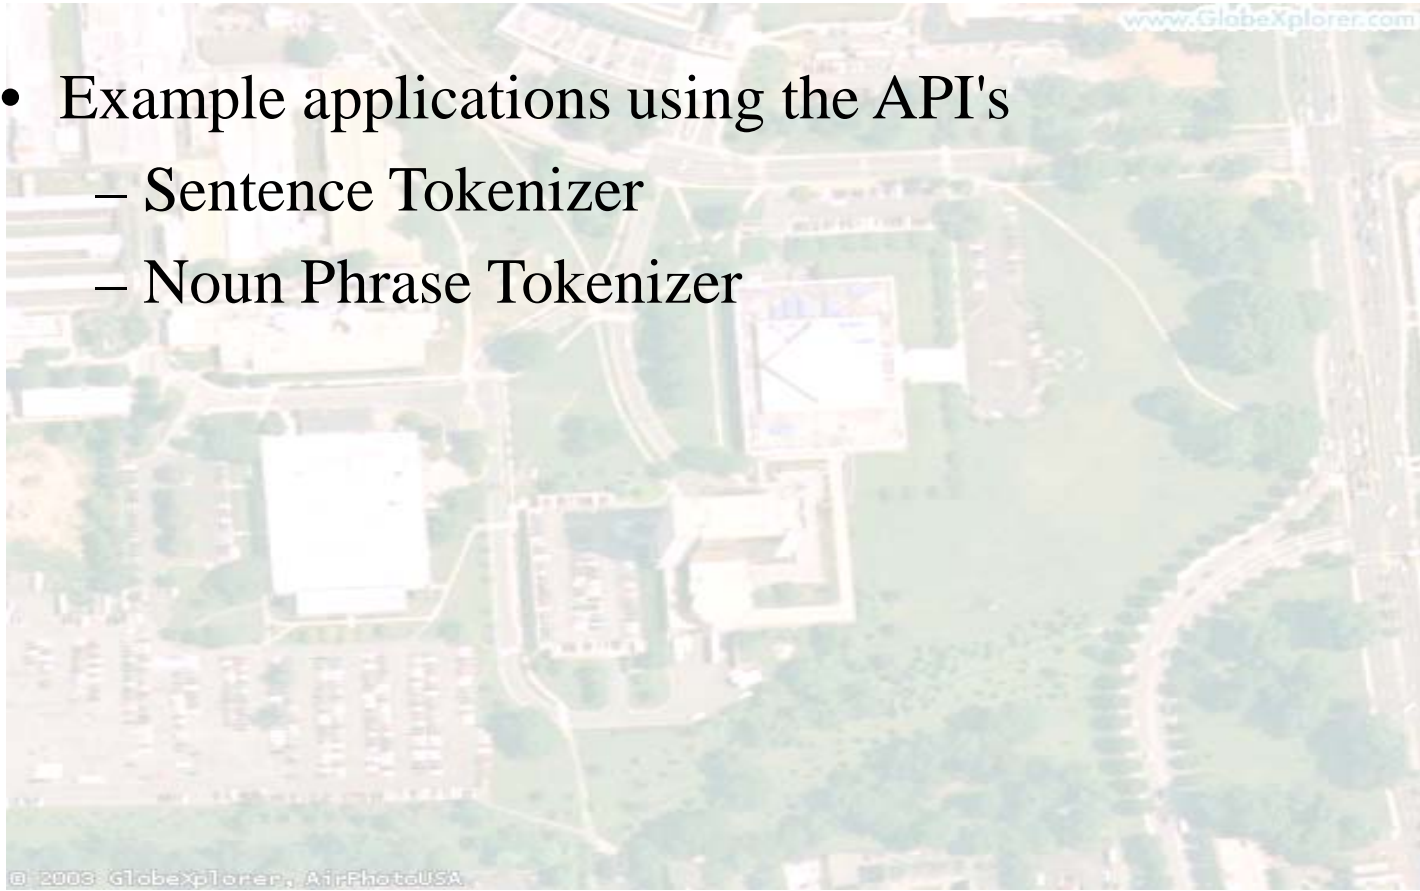 www.GlobeXplorer.com
• Example applications using the API's
– Sentence Tokenizer
– Noun Phrase Tokenizer
© 2003 GlobeXplorer, AirPhotoUSA